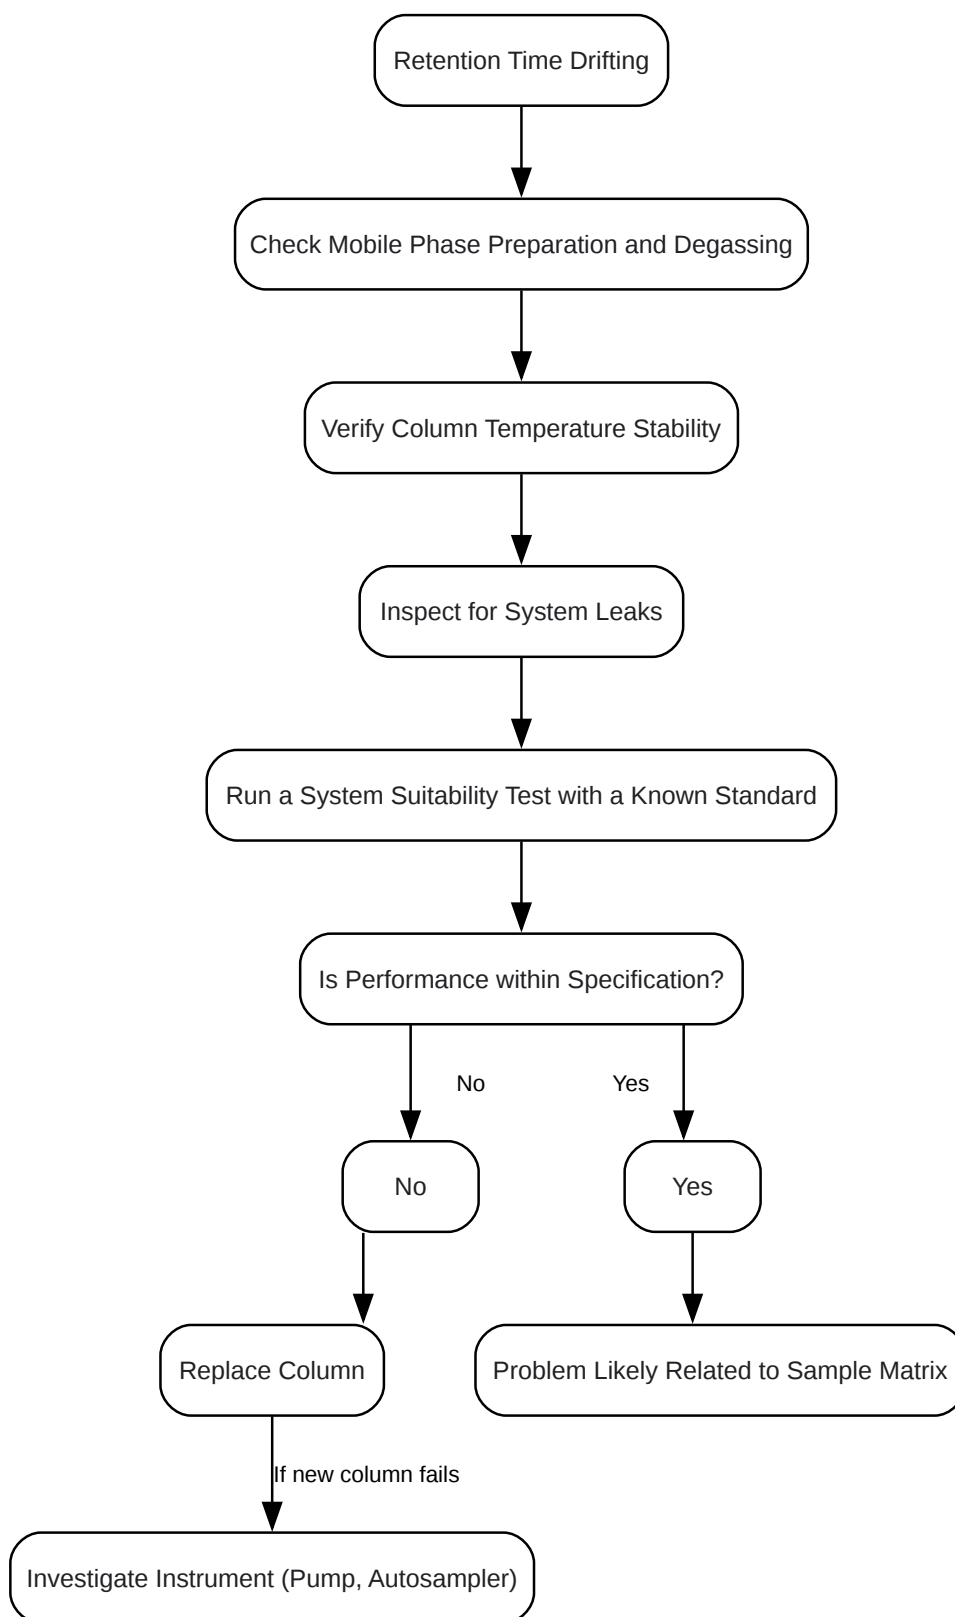 Retention Time Drifting
Check Mobile Phase Preparation and Degassing
Verify Column Temperature Stability
Inspect for System Leaks
Run a System Suitability Test with a Known Standard
Is Performance within Specification?
No
Yes
No
Yes
Replace Column
Problem Likely Related to Sample Matrix
If new column fails
Investigate Instrument (Pump, Autosampler)